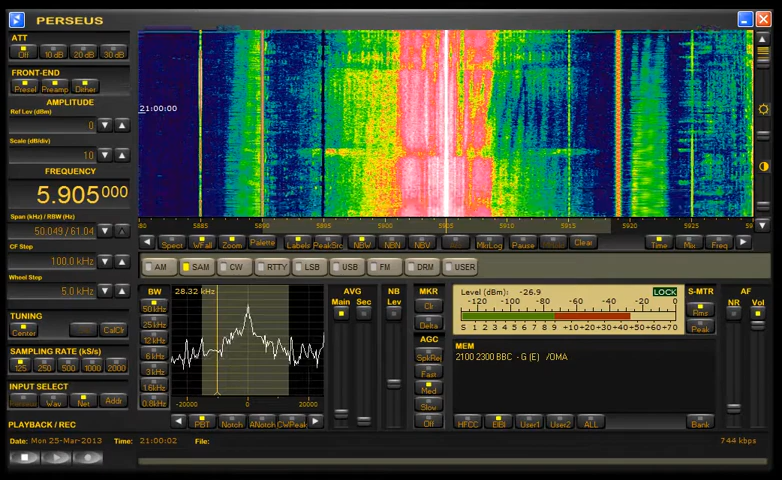 PERSEUS
ATT
Off 10 dB 20 dB 30 dB
FRONT-END
Presel Preamp Dither
AMPLITUDE
Ref Lev (dBm)
0
Scale (dB/div)
10
FREQUENCY
5.905000
Span (kHz) / RBW (Hz)
50.049 / 61.04
CF Step
100.0 kHz
Wheel Step
5.0 kHz
TUNING
Center CalClr
SAMPLING RATE (kS/s)
125 250 500 1000 2000
INPUT SELECT
Wav Net Addr
21:00:00
5885 5890 5895 5900 5905 5910 5915 5920 5925
Spectr WFall Zoom Palette Labels PeakSrc NBW NBN NBV MkrLog Pause Clear Time Mix Freq
AM SAM CW RTTY LSB USB FM DRM USER
BW
50kHz
25kHz
12kHz
6 kHz
3 kHz
1.6kHz
0.8kHz
28.32 kHz
-20000 0 20000
PBT Notch ANotch CWPeak
AVG
Main Sec
NB
Lev
MKR
Clr
Delta
AGC
SpkRej
Fast
Med
Slow
Off
Level (dBm): -26.9 LOCK
-120 -100 -80 -60 -40 -20 0
S 1 2 3 4 5 6 7 8 9 +10 +20 +30 +40 +50 +60 +70
S-MTR
Rms
Peak
AF
NR Vol
MEM
2100 2300 BBC - G (E) /OMA
HFCC EIBI User1 User2 ALL Bank
PLAYBACK / REC
Date: Mon 25-Mar-2013 Time: 21:00:02 File:
744 kbps